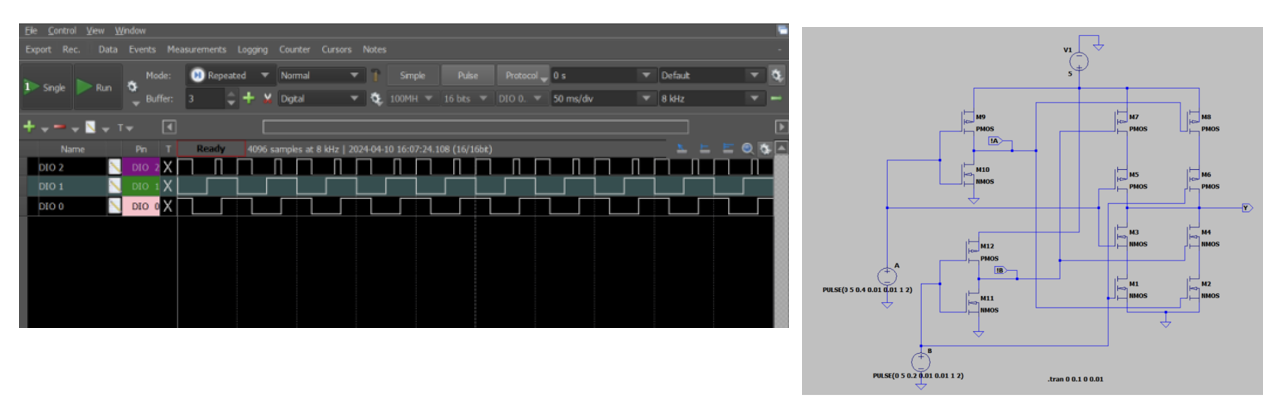 File Control View Window
Export Rec. Data Events Measurements Logging Counter Cursors Notes
Single Run Mode: Repeated Normal Simple Pulse Protocol 0 s Default
Buffer: 3 Digital 100MH 16 bits DIO 0. 50 ms/div 8 kHz
T
Name Pin T Ready 4096 samples at 8 kHz | 2024-04-10 16:07:24.108 (16/16bit)
DIO 2 DIO 2 X
DIO 1 DIO 1 X
DIO 0 DIO 0 X
V1
5
M9
PMOS
M7
PMOS
M8
PMOS
!A
M10
NMOS
M5
PMOS
M6
PMOS
Y
M12
PMOS
M3
NMOS
M4
NMOS
A
!B
PULSE(0 5 0.4 0.01 0.01 1 2)
M11
NMOS
M1
NMOS
M2
NMOS
B
PULSE(0 5 0.2 0.01 0.01 1 2)
.tran 0 0.1 0 0.01